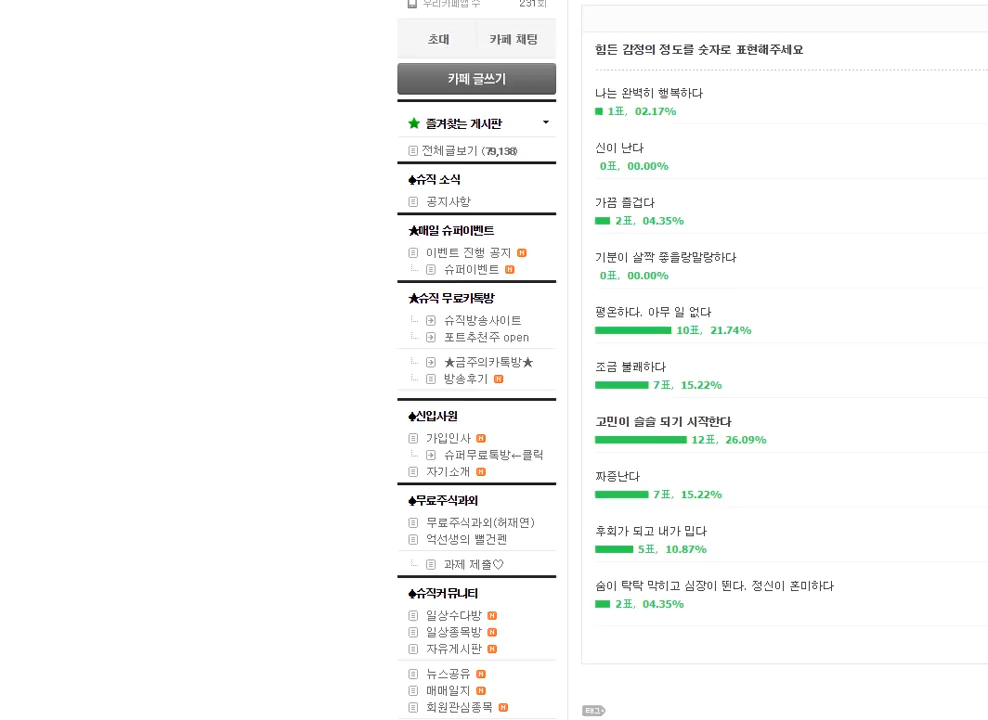 우리카페앱 수 231회
초대 카페 채팅
카페 글쓰기
★ 즐겨찾는 게시판
전체글보기 (79,138)
♠슈직 소식
공지사항
★매일 슈퍼이벤트
이벤트 진행 공지 N
슈퍼이벤트 N
★슈직 무료카톡방
슈직방송사이트
포트추천주 open
★금주의카톡방★
방송후기 N
♠신입사원
가입인사 N
슈퍼무료톡방←클릭
자기소개 N
♠무료주식과외
무료주식과외(허재연)
억선생의 빨건펜
과제 제출♡
♠슈직커뮤니티
일상수다방 N
일상종목방 N
자유게시판 N
뉴스공유 N
매매일지 N
회원관심종목 N
힘든 감정의 정도를 숫자로 표현해주세요
나는 완벽히 행복하다
1표, 02.17%
신이 난다
0표, 00.00%
가끔 즐겁다
2표, 04.35%
기분이 살짝 좋을랑말랑하다
0표, 00.00%
평온하다. 아무 일 없다
10표, 21.74%
조금 불쾌하다
7표, 15.22%
고민이 슬슬 되기 시작한다
12표, 26.09%
짜증난다
7표, 15.22%
후회가 되고 내가 밉다
5표, 10.87%
숨이 탁탁 막히고 심장이 뛴다. 정신이 혼미하다
2표, 04.35%
태그